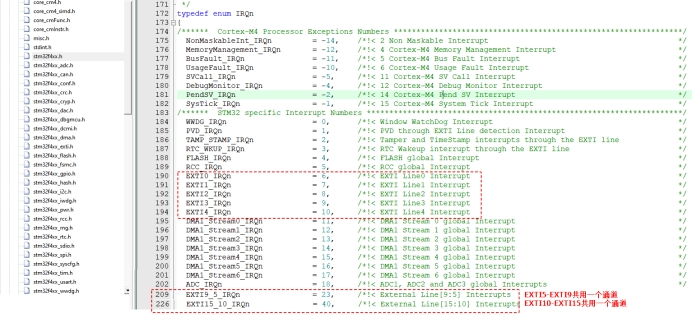 core_cm4.h
core_cm4_simd.h
core_cmFunc.h
core_cmInstr.h
misc.h
stdint.h
stm32f4xx.h
stm32f4xx_adc.h
stm32f4xx_can.h
stm32f4xx_conf.h
stm32f4xx_crc.h
stm32f4xx_cryp.h
stm32f4xx_dac.h
stm32f4xx_dbgmcu.h
stm32f4xx_dcmi.h
stm32f4xx_dma.h
stm32f4xx_exti.h
stm32f4xx_flash.h
stm32f4xx_fsmc.h
stm32f4xx_gpio.h
stm32f4xx_hash.h
stm32f4xx_i2c.h
stm32f4xx_iwdg.h
stm32f4xx_pwr.h
stm32f4xx_rcc.h
stm32f4xx_rng.h
stm32f4xx_rtc.h
stm32f4xx_sdio.h
stm32f4xx_spi.h
stm32f4xx_syscfg.h
stm32f4xx_tim.h
stm32f4xx_usart.h
stm32f4xx_wwdg.h
171 */
172 typedef enum IRQn
173 {
174 /****** Cortex-M4 Processor Exceptions Numbers ****************************************************************/
175 NonMaskableInt_IRQn = -14, /*!< 2 Non Maskable Interrupt */
176 MemoryManagement_IRQn = -12, /*!< 4 Cortex-M4 Memory Management Interrupt */
177 BusFault_IRQn = -11, /*!< 5 Cortex-M4 Bus Fault Interrupt */
178 UsageFault_IRQn = -10, /*!< 6 Cortex-M4 Usage Fault Interrupt */
179 SVCall_IRQn = -5, /*!< 11 Cortex-M4 SV Call Interrupt */
180 DebugMonitor_IRQn = -4, /*!< 12 Cortex-M4 Debug Monitor Interrupt */
181 PendSV_IRQn = -2, /*!< 14 Cortex-M4 Pend SV Interrupt */
182 SysTick_IRQn = -1, /*!< 15 Cortex-M4 System Tick Interrupt */
183 /****** STM32 specific Interrupt Numbers **********************************************************************/
184 WWDG_IRQn = 0, /*!< Window WatchDog Interrupt */
185 PVD_IRQn = 1, /*!< PVD through EXTI Line detection Interrupt */
186 TAMP_STAMP_IRQn = 2, /*!< Tamper and TimeStamp interrupts through the EXTI line */
187 RTC_WKUP_IRQn = 3, /*!< RTC Wakeup interrupt through the EXTI line */
188 FLASH_IRQn = 4, /*!< FLASH global Interrupt */
189 RCC_IRQn = 5, /*!< RCC global Interrupt */
190 EXTI0_IRQn = 6, /*!< EXTI Line0 Interrupt */
191 EXTI1_IRQn = 7, /*!< EXTI Line1 Interrupt */
192 EXTI2_IRQn = 8, /*!< EXTI Line2 Interrupt */
193 EXTI3_IRQn = 9, /*!< EXTI Line3 Interrupt */
194 EXTI4_IRQn = 10, /*!< EXTI Line4 Interrupt */
195 DMA1_Stream0_IRQn = 11, /*!< DMA1 Stream 0 global Interrupt */
196 DMA1_Stream1_IRQn = 12, /*!< DMA1 Stream 1 global Interrupt */
197 DMA1_Stream2_IRQn = 13, /*!< DMA1 Stream 2 global Interrupt */
198 DMA1_Stream3_IRQn = 14, /*!< DMA1 Stream 3 global Interrupt */
199 DMA1_Stream4_IRQn = 15, /*!< DMA1 Stream 4 global Interrupt */
200 DMA1_Stream5_IRQn = 16, /*!< DMA1 Stream 5 global Interrupt */
201 DMA1_Stream6_IRQn = 17, /*!< DMA1 Stream 6 global Interrupt */
202 ADC_IRQn = 18, /*!< ADC1, ADC2 and ADC3 global Interrupts */
209 EXTI9_5_IRQn = 23, /*!< External Line[9:5] Interrupts EXTI5-EXTI9共用一个通道
226 EXTI15_10_IRQn = 40, /*!< External Line[15:10] Interrupts EXTI10-EXTI15共用一个通道